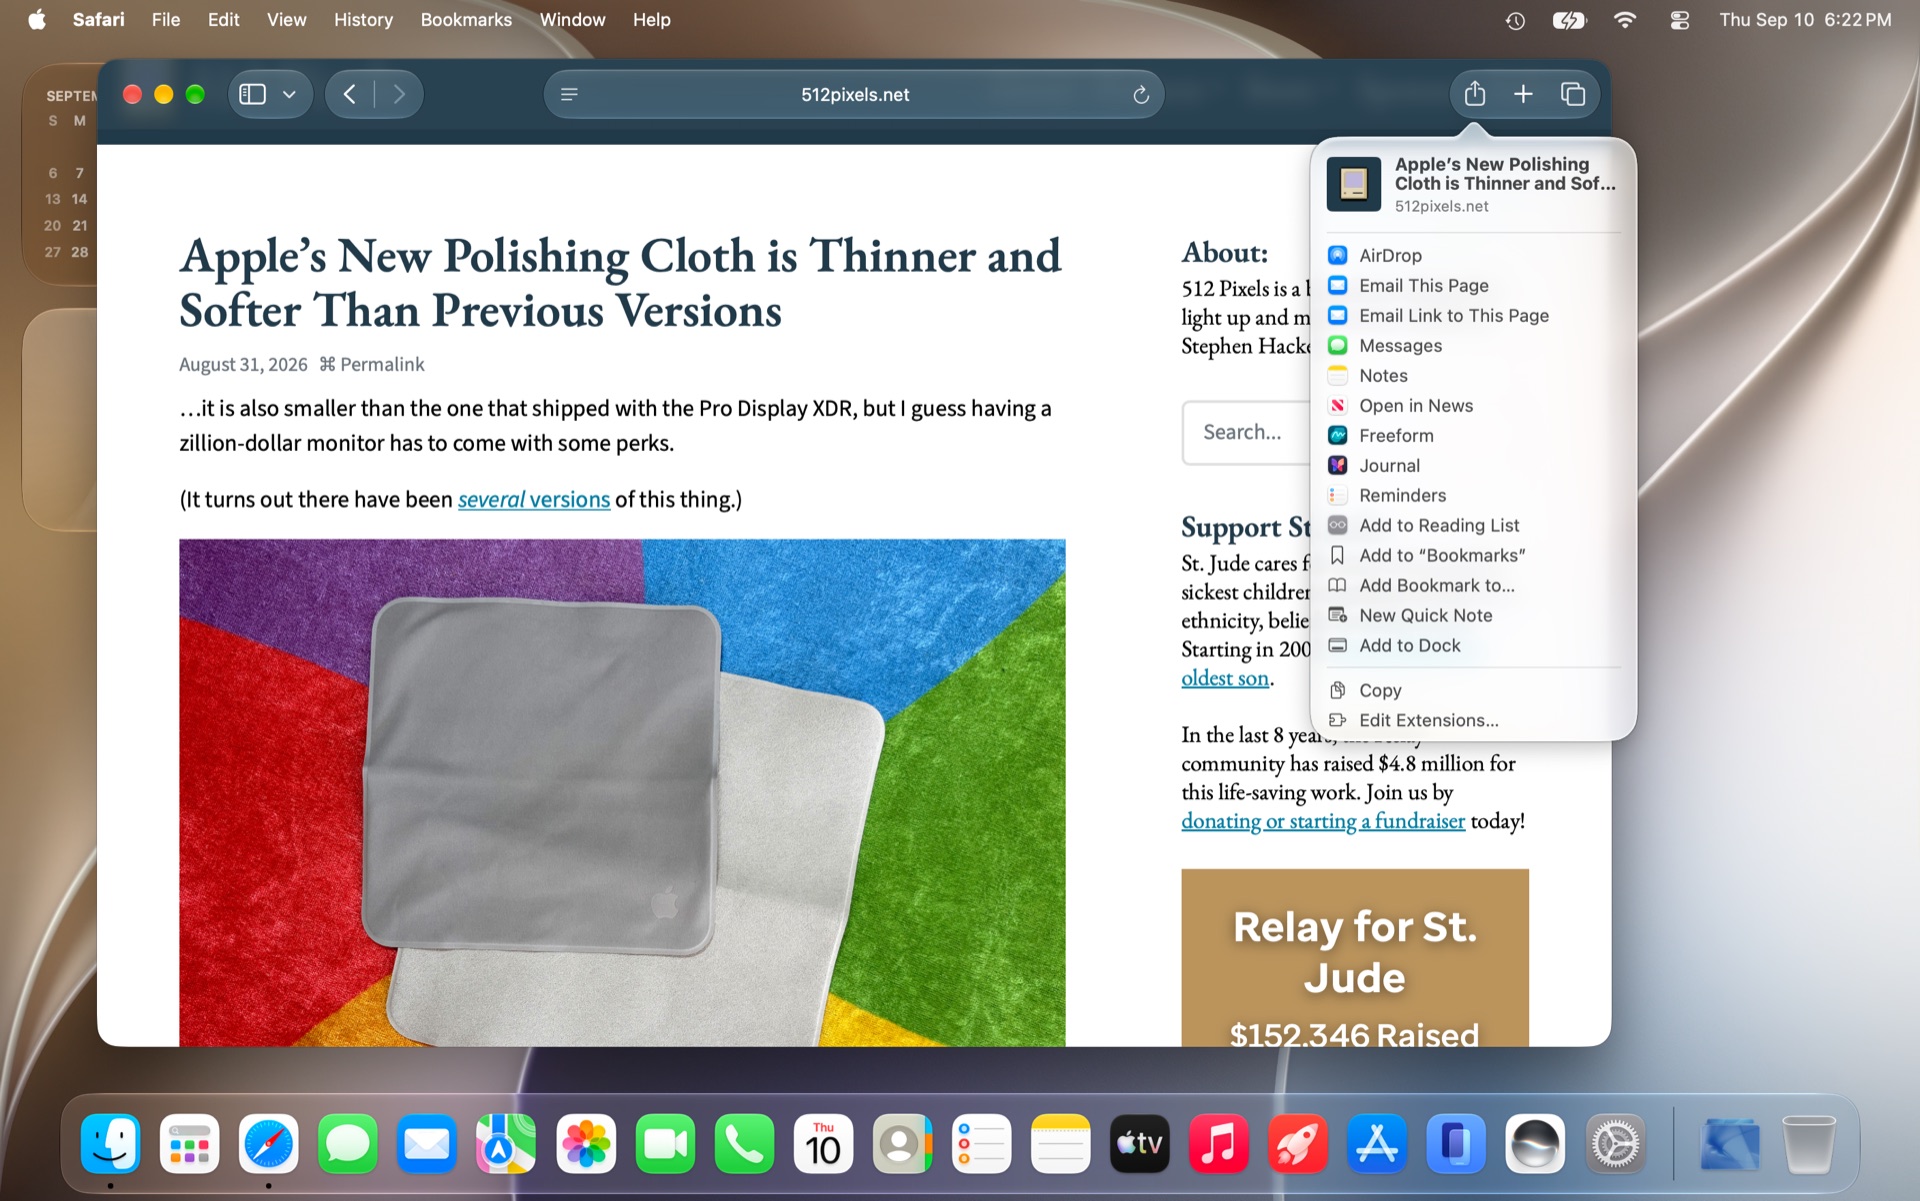 Safari File Edit View History Bookmarks Window Help
Thu Sep 10 6:22 PM
SEPTEM
S M
6 7
13 14
20 21
27 28
512pixels.net
Apple's New Polishing Cloth is Thinner and
Softer Than Previous Versions
August 31, 2026 ⌘ Permalink
…it is also smaller than the one that shipped with the Pro Display XDR, but I guess having a
zillion-dollar monitor has to come with some perks.
(It turns out there have been several versions of this thing.)
About:
512 Pixels is a
light up and m
Stephen Hacke
Search...
Support St
St. Jude cares f
sickest children
ethnicity, belie
Starting in 200
oldest son.
In the last 8 years,
community has raised $4.8 million for
this life-saving work. Join us by
donating or starting a fundraiser today!
Relay for St.
Jude
$152,346 Raised
Apple's New Polishing
Cloth is Thinner and Sof...
512pixels.net
AirDrop
Email This Page
Email Link to This Page
Messages
Notes
Open in News
Freeform
Journal
Reminders
Add to Reading List
Add to “Bookmarks”
Add Bookmark to...
New Quick Note
Add to Dock
Copy
Edit Extensions...
Thu
10
tv